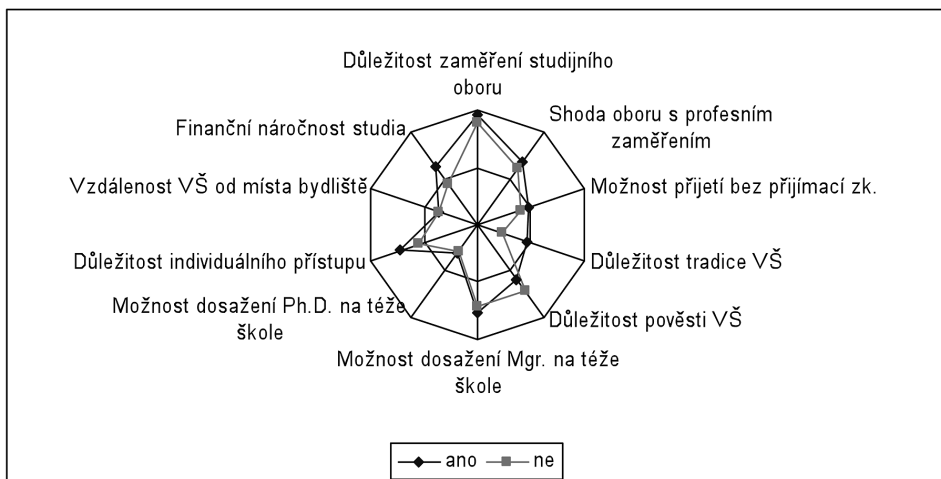 Důležitost zaměření studijního
oboru
Shoda oboru s profesním
zaměřením
Možnost přijetí bez přijímací zk.
Důležitost tradice VŠ
Důležitost pověsti VŠ
Možnost dosažení Mgr. na téže
škole
Možnost dosažení Ph.D. na téže
škole
Důležitost individuálního přístupu
Vzdálenost VŠ od místa bydliště
Finanční náročnost studia
ano
ne